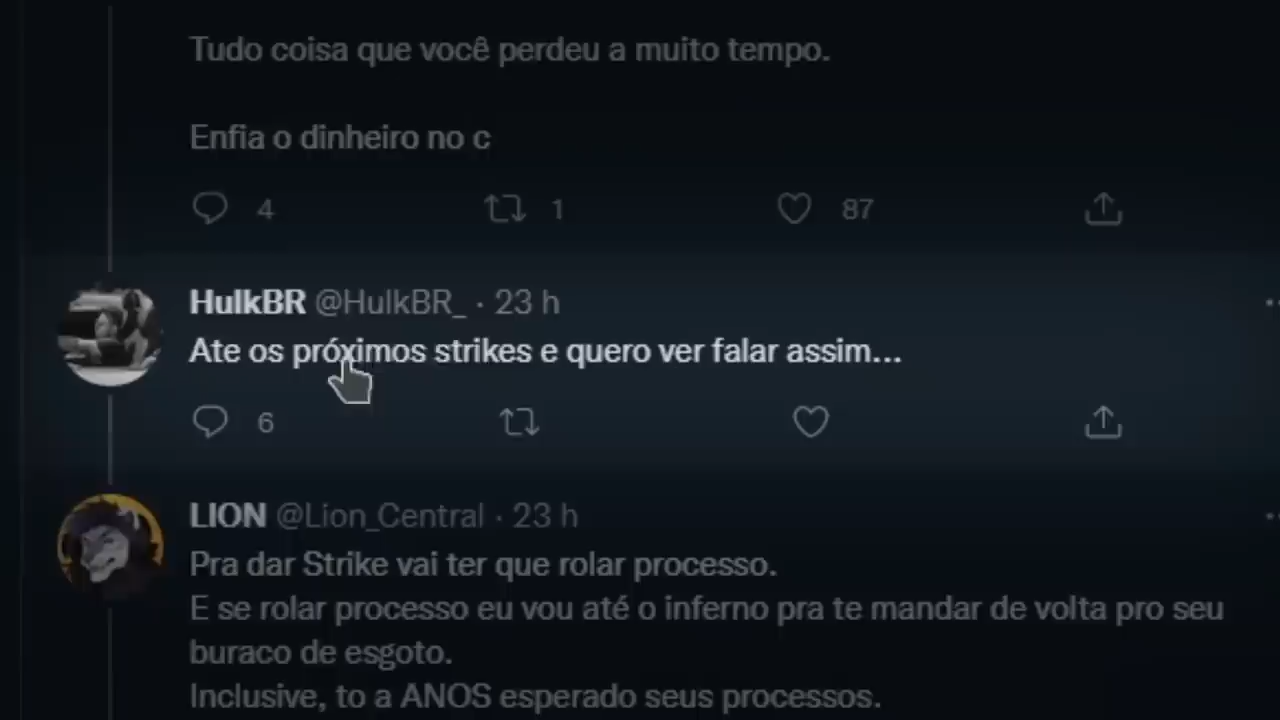 Tudo coisa que você perdeu a muito tempo.
Enfia o dinheiro no c
4 1 87
HulkBR @HulkBR_ · 23 h
Ate os próximos strikes e quero ver falar assim...
6
LION @Lion_Central · 23 h
Pra dar Strike vai ter que rolar processo.
E se rolar processo eu vou até o inferno pra te mandar de volta pro seu
buraco de esgoto.
Inclusive, to a ANOS esperado seus processos.